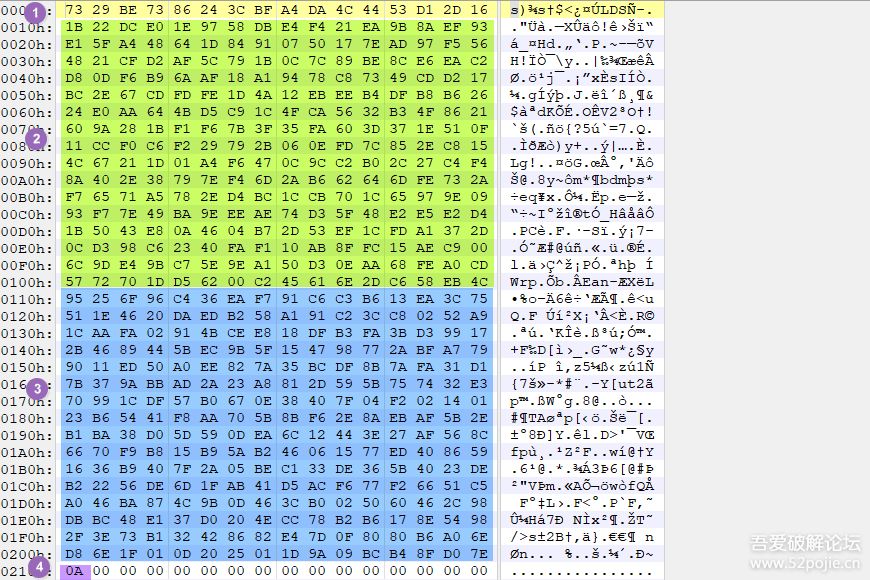 000 1 73 29 BE 73 86 24 3C BF A4 DA 4C 44 53 D1 2D 16 s)¾s†$<¿¤ÚLDSÑ-.
0010h: 1B 22 DC E0 1E 97 58 DB E4 F4 21 EA 9B 8A EF 93 ."Üà.—XÛäô!ê›Šï“
0020h: E1 5F A4 48 64 1D 84 91 07 50 17 7E AD 97 F5 56
0030h: 48 21 CF D2 AF 5C 79 1B 0C 7C 89 BE 8C E6 EA C2 H!ÏÒ¯\y..|‰¾ŒæêÂ
0040h: D8 0D F6 B9 6A AF 18 A1 94 78 C8 73 49 CD D2 17 Ø.ö¹j¯.¡”xÈsIÍÒ.
0050h: BC 2E 67 CD FD FE 1D 4A 12 EB EE B4 DF B8 B6 26 ¼.gÍýþ.J.ëî´ß¸¶&
0060h: 24 E0 AA 64 4B D5 C9 1C 4F CA 56 32 B3 4F 86 21 $àªdKÕÉ.OÊV2³O†!
0070h: 60 9A 28 1B F1 F6 7B 3F 35 FA 60 3D 37 1E 51 0F `š(.ñö{?5ú`=7.Q.
2
0080h: 11 CC F0 C6 F2 29 79 2B 06 0E FD 7C 85 2E C8 15 .ÌðÆò)y+..ý|….È.
0090h: 4C 67 21 1D 01 A4 F6 47 0C 9C C2 B0 2C 27 C4 F4 Lg!..¤öG.œÂ°,'Äô
00A0h: 8A 40 2E 38 79 7E F4 6D 2A B6 62 64 6D FE 73 2A Š@.8y~ôm*¶bdmþs*
00B0h: F7 65 71 A5 78 2E D4 BC 1C CB 70 1C 65 97 9E 09 ÷eq¥x.Ô¼.Ëp.e—ž.
00C0h: 93 F7 7E 49 BA 9E EE AE 74 D3 5F 48 E2 E5 E2 D4 “÷~Iºžî®tÓ_HâåâÔ
00D0h: 1B 50 43 E8 0A 46 04 B7 2D 53 EF 1C FD A1 37 2D .PCè.F.·-Sï.ý¡7-
00E0h: 0C D3 98 C6 23 40 FA F1 10 AB 8F FC 15 AE C9 00
00F0h: 6C 9D E4 9B C7 5E 9E A1 50 D3 0E AA 68 FE A0 CD
0100h: 57 72 70 1D D5 62 00 C2 45 61 6E 2D C6 58 EB 4C Wrp.Õb.ÂEan-ÆXëL
0110h: 95 25 6F 96 C4 36 EA F7 91 C6 C3 B6 13 EA 3C 75 •%o–Ä6ê÷‘ÆÃ¶.ê<u
0120h: 51 1E 46 20 DA ED B2 58 A1 91 C2 3C C8 02 52 A9
0130h: 1C AA FA 02 91 4B CE E8 18 DF B3 FA 3B D3 99 17 .ªú.‘KÎè.ß³ú;Ó™.
0140h: 2B 46 89 44 5B EC 9B 5F 15 47 98 77 2A BF A7 79 +F‰D[ì›_.G˜w*¿§y
0150h: 90 11 ED 50 A0 EE 82 7A 35 BC DF 8B 7A FA 31 D1
0160h: 7B 37 9A BB AD 2A 23 A8 81 2D 59 5B 75 74 32 E3
3
0170h: 70 99 1C DF 57 B0 67 0E 38 40 7F 04 F2 02 14 01 p™.ßW°g.8@..ò...
0180h: 23 B6 54 41 F8 AA 70 5B 8B F6 2E 8A EB AF 5B 2E #¶TAøªp[‹ö.Šë¯[.
0190h: B1 BA 38 D0 5D 59 0D EA 6C 12 44 3E 27 AF 56 8C ±º8Ð]Y.êl.D>'¯VŒ
01A0h: 66 70 F9 B8 15 B9 5A B2 46 06 15 77 ED 40 86 59 fpù¸.¹Z²F..wí@†Y
01B0h: 16 36 B9 40 7F 2A 05 BE C1 33 DE 36 5B 40 23 DE .6¹@.*.¾Á3Þ6[@#Þ
01C0h: B2 22 56 DE 6D 1F AB 41 D5 AC F6 77 F2 66 51 C5 ²"VÞm.«AÕ¬öwòfQÅ
01D0h: A0 46 BA 87 4C 9B 0D 46 3C B0 02 50 60 46 2C 98
01E0h: DB BC 48 E1 37 D0 20 4E CC 78 B2 B6 17 8E 54 98 Û¼Há7Ð NÌx²¶.ŽT˜
01F0h: 2F 3E 73 B1 32 42 86 82 E4 7D 0F 80 80 B6 A0 6E />s±2B†‚ä}.€€¶ n
0200h: D8 6E 1F 01 0D 20 25 01 1D 9A 09 BC B4 8F D0 7E Øn... %..š.¼´.Ð~
021 4 0A 00 00 00 00 00 00 00 00 00 00 00 00 00 00 00 ................
吾爱破解论坛
www.52pojie.cn